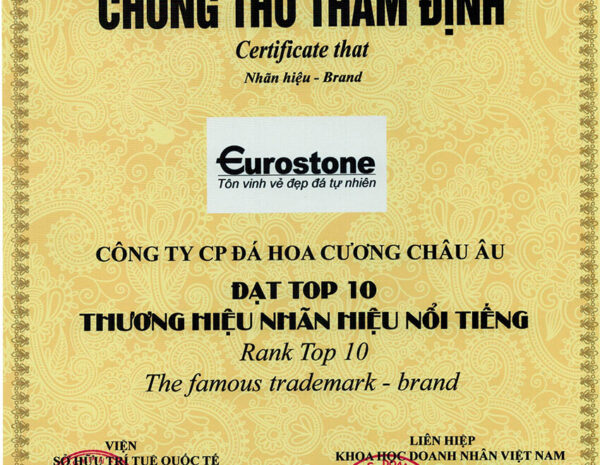 CHỨNG THƯ THẨM ĐỊNH
Certificate that
Nhãn hiệu - Brand
Eurostone
Tôn vinh vẻ đẹp đá tự nhiên
CÔNG TY CP ĐÁ HOA CƯƠNG CHÂU ÂU
ĐẠT TOP 10
THƯƠNG HIỆU NHÃN HIỆU NỔI TIẾNG
Rank Top 10
The famous trademark - brand
VIỆN
SỞ HỮU TRÍ TUỆ QUỐC TẾ
LIÊN HIỆP
KHOA HỌC DOANH NHÂN VIỆT NAM